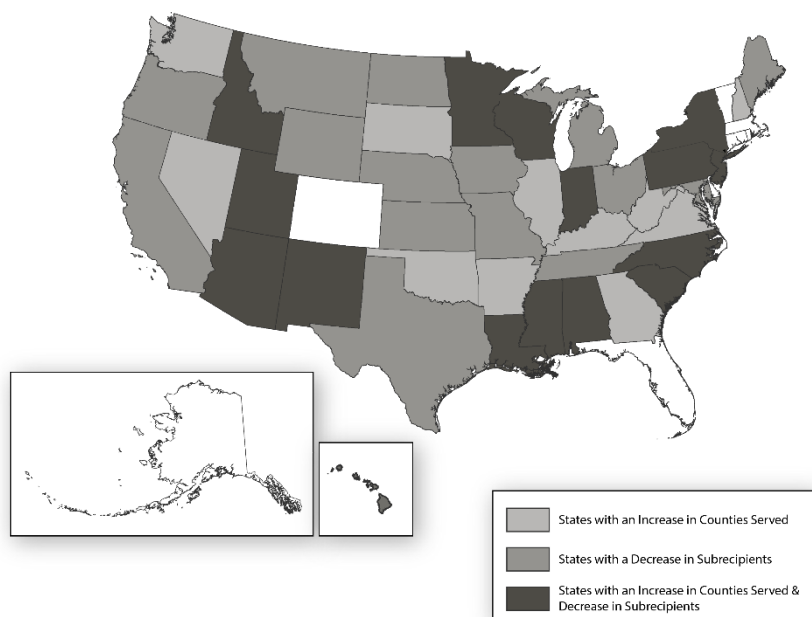 States with an Increase in Counties Served
States with a Decrease in Subrecipients
States with an Increase in Counties Served &
Decrease in Subrecipients